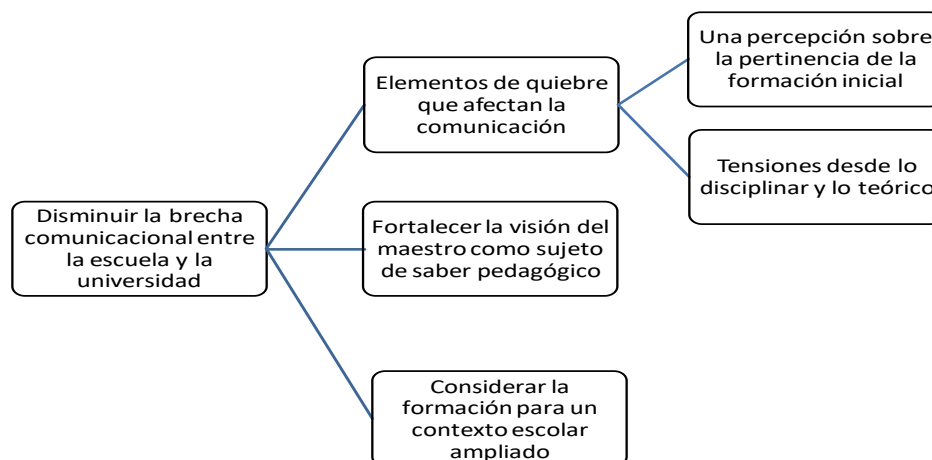 Disminuir la brecha
comunicacional entre
la escuela y la
universidad
Elementos de quiebre
que afectan la
comunicación
Una percepción sobre
la pertinencia de la
formación inicial
Tensiones desde lo
disciplinar y lo teórico
Fortalecer la visión del
maestro como sujeto
de saber pedagógico
Considerar la
formación para un
contexto escolar
ampliado